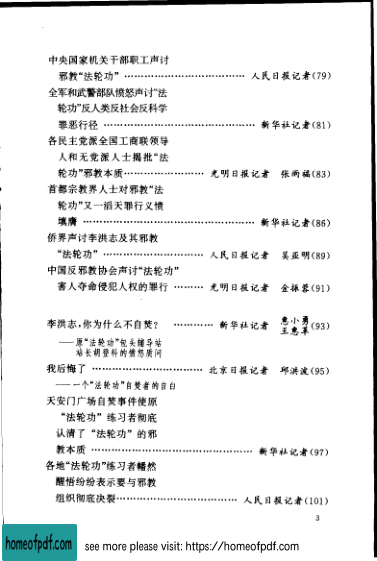 中央国家机关干部职工声讨
邪教“法轮功” ………………………… 人民日报记者(79)
全军和武警部队愤怒声讨“法
轮功”反人类反社会反科学
罪恶行径 ………………………………… 新华社记者(81)
各民主党派全国工商联领导
人和无党派人士揭批“法
轮功”邪教本质………………… 光明日报记者 张雨福(83)
首都宗教界人士对邪教“法
轮功”又一滔天罪行义愤
填膺 ……………………………………… 新华社记者(86)
侨界声讨李洪志及其邪教
“法轮功” …………………… 人民日报记者 吴亚明(89)
中国反邪教协会声讨“法轮功”
害人夺命侵犯人权的罪行 ……… 光明日报记者 金振蓉(91)
李洪志,你为什么不自焚? ………… 新华社记者 惠小勇 王惠草(93)
——原“法轮功”包头辅导站
站长胡登科的愤怒质问
我后悔了 ………………………… 北京日报记者 邱洪波(95)
——一个“法轮功”自焚者的自白
天安门广场自焚事件使原
“法轮功”练习者彻底
认清了“法轮功”的邪
教本质 …………………………………… 新华社记者(97)
各地“法轮功”练习者幡然
醒悟纷纷表示要与邪教
组织彻底决裂………………………… 人民日报记者(101)
3
homeofpdf.com
see more please visit: https://homeofpdf.com